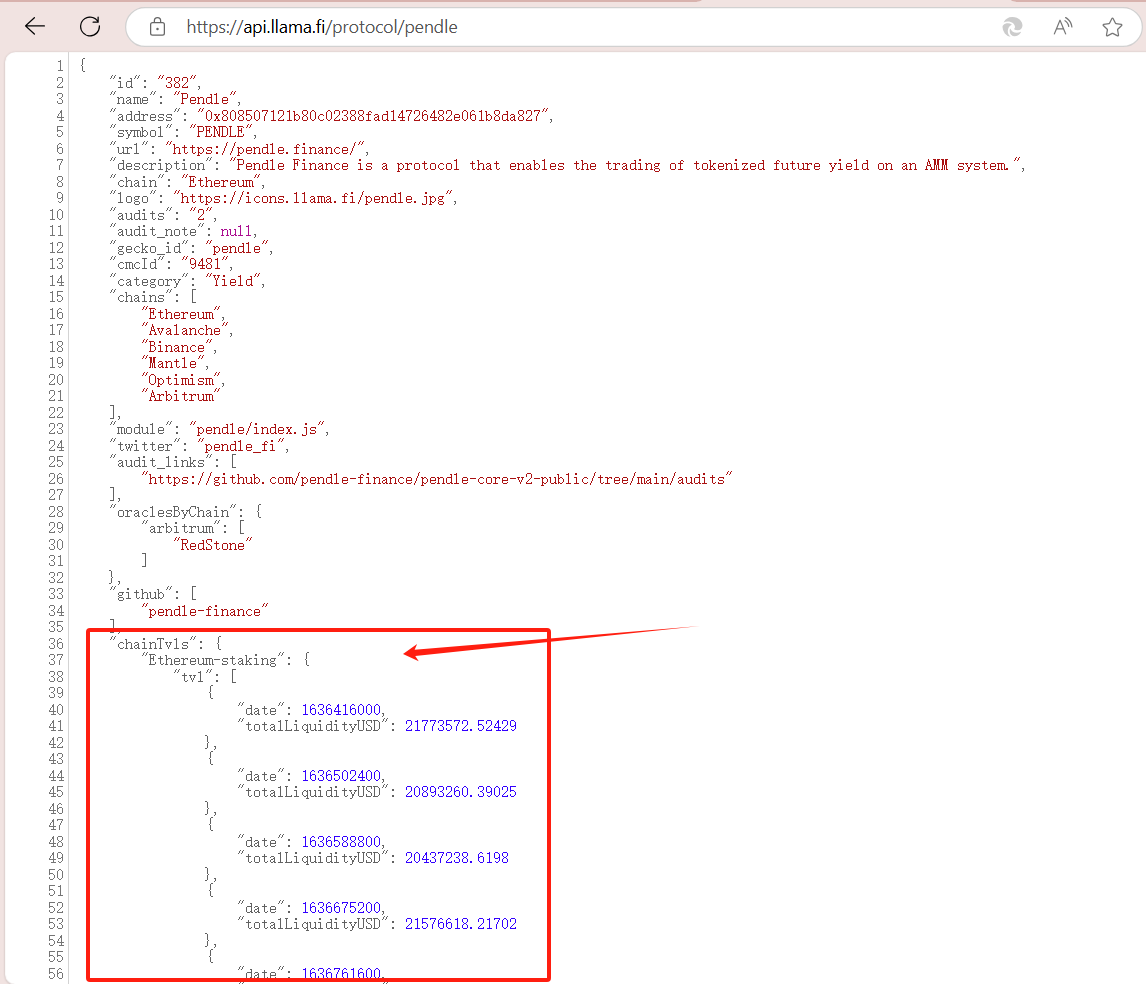 https://api.llama.fi/protocol/pendle
1 {
2 "id": "382",
3 "name": "Pendle",
4 "address": "0x808507121b80c02388fad14726482e061b8da827",
5 "symbol": "PENDLE",
6 "url": "https://pendle.finance/",
7 "description": "Pendle Finance is a protocol that enables the trading of tokenized future yield on an AMM system.",
8 "chain": "Ethereum",
9 "logo": "https://icons.llama.fi/pendle.jpg",
10 "audits": "2",
11 "audit_note": null,
12 "gecko_id": "pendle",
13 "cmcId": "9481",
14 "category": "Yield",
15 "chains": [
16 "Ethereum",
17 "Avalanche",
18 "Binance",
19 "Mantle",
20 "Optimism",
21 "Arbitrum"
22 ],
23 "module": "pendle/index.js",
24 "twitter": "pendle_fi",
25 "audit_links": [
26 "https://github.com/pendle-finance/pendle-core-v2-public/tree/main/audits"
27 ],
28 "oraclesByChain": {
29 "arbitrum": [
30 "RedStone"
31 ]
32 },
33 "github": [
34 "pendle-finance"
35 ],
36 "chainTvls": {
37 "Ethereum-staking": {
38 "tvl": [
39 {
40 "date": 1636416000,
41 "totalLiquidityUSD": 21773572.52429
42 },
43 {
44 "date": 1636502400,
45 "totalLiquidityUSD": 20893260.39025
46 },
47 {
48 "date": 1636588800,
49 "totalLiquidityUSD": 20437238.6198
50 },
51 {
52 "date": 1636675200,
53 "totalLiquidityUSD": 21576618.21702
54 },
55 {
56 "date": 1636761600,